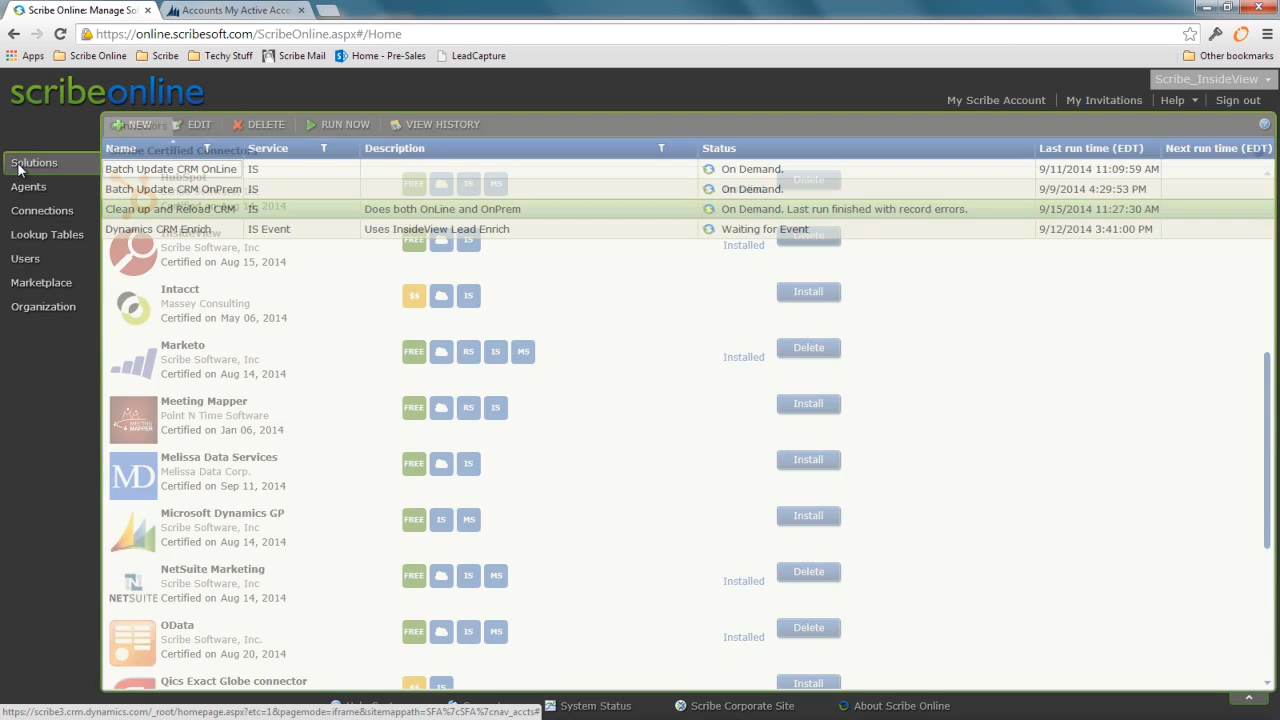 Scribe Online: Manage So
Accounts My Active Acco
https://online.scribesoft.com/ScribeOnline.aspx#/Home
Apps Scribe Online Scribe Techy Stuff Scribe Mail Home - Pre-Sales LeadCapture Other bookmarks
scribeonline
Scribe_InsideView
My Scribe Account My Invitations Help Sign out
NEW EDIT DELETE RUN NOW VIEW HISTORY
Name Service Description Status Last run time (EDT) Next run time (EDT)
Batch Update CRM OnLine IS On Demand. 9/11/2014 11:09:59 AM
Batch Update CRM OnPrem IS On Demand. 9/9/2014 4:29:53 PM
Clean up and Reload CRM IS Does both OnLine and OnPrem On Demand. Last run finished with record errors. 9/15/2014 11:27:30 AM
Dynamics CRM Enrich IS Event Uses InsideView Lead Enrich Waiting for Event 9/12/2014 3:41:00 PM
Solutions
Agents
Connections
Lookup Tables
Users
Marketplace
Organization
HubSpot
FREE IS MS Delete
InsideView
Scribe Software, Inc
Certified on Aug 15, 2014
FREE IS Installed Delete
Intacct
Massey Consulting
Certified on May 06, 2014
$$ IS Install
Marketo
Scribe Software, Inc
Certified on Aug 14, 2014
FREE RS IS MS Installed Delete
Meeting Mapper
Point N Time Software
Certified on Jan 06, 2014
MEETING MAPPER
FREE RS IS Install
Melissa Data Services
Melissa Data Corp.
Certified on Sep 11, 2014
MD
FREE IS Install
Microsoft Dynamics GP
Scribe Software, Inc
Certified on Aug 14, 2014
FREE IS MS Install
NetSuite Marketing
Scribe Software, Inc
Certified on Aug 14, 2014
NETSUITE
FREE IS MS Installed Delete
OData
Scribe Software, Inc.
Certified on Aug 20, 2014
FREE IS MS Installed Delete
Qics Exact Globe connector
$$ IS Install
System Status Scribe Corporate Site About Scribe Online
https://scribe3.crm.dynamics.com/_root/homepage.aspx?etc=1&pagemode=iframe&sitemappath=SFA%7cSFA%7cnav_accts#